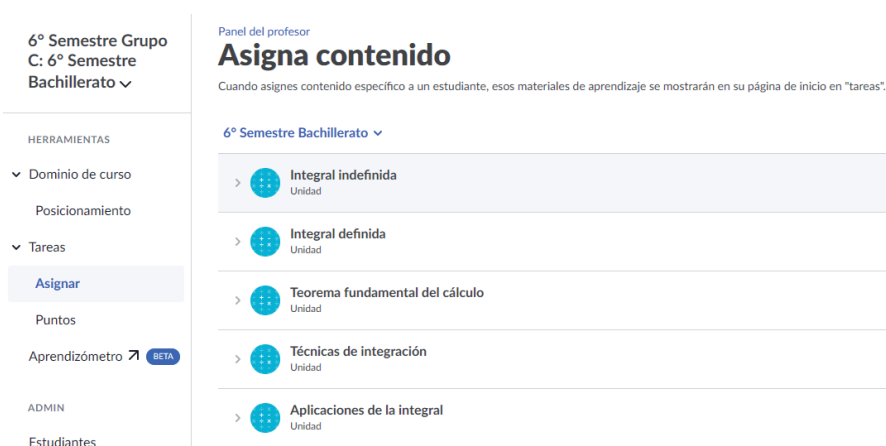 6° Semestre Grupo
C: 6° Semestre
Bachillerato
HERRAMIENTAS
Dominio de curso
Posicionamiento
Tareas
Asignar
Puntos
Aprendizómetro BETA
ADMIN
Estudiantes
Panel del profesor
Asigna contenido
Cuando asignes contenido específico a un estudiante, esos materiales de aprendizaje se mostrarán en su página de inicio en "tareas".
6° Semestre Bachillerato
Integral indefinida
Unidad
Integral definida
Unidad
Teorema fundamental del cálculo
Unidad
Técnicas de integración
Unidad
Aplicaciones de la integral
Unidad